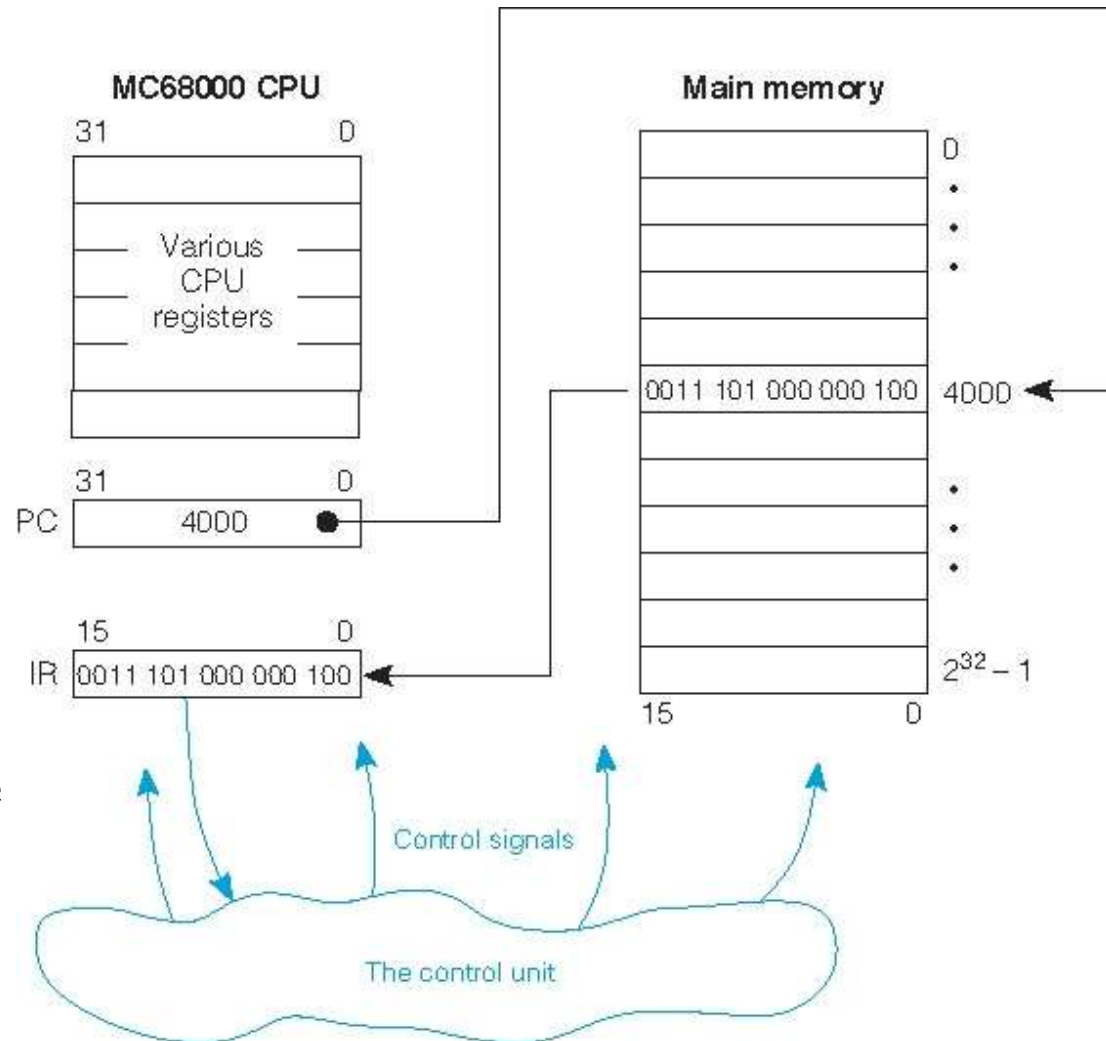 MC68000 CPU
31 0
Various
CPU
registers
31 0
PC 4000
15 0
IR 0011 101 000 000 100
Main memory
0
0011 101 000 000 100 4000
2³² – 1
15 0
Control signals
The control unit